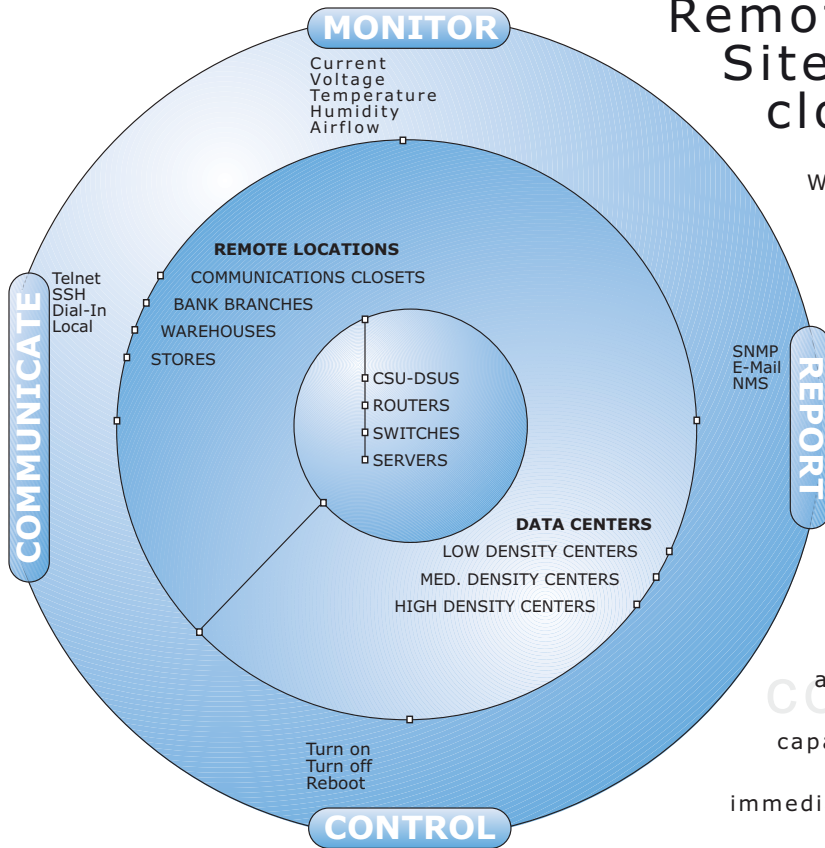 MONITOR
Current
Voltage
Temperature
Humidity
Airflow
Site
REMOTE LOCATIONS
COMMUNICATIONS CLOSETS
BANK BRANCHES
WAREHOUSES
STORES
COMMUNICATE
Telnet
SSH
Dial-In
Local
CSU-DSUS
ROUTERS
SWITCHES
SERVERS
SNMP
E-Mail
NMS
REPORT
DATA CENTERS
LOW DENSITY CENTERS
MED. DENSITY CENTERS
HIGH DENSITY CENTERS
Turn on
Turn off
Reboot
CONTROL